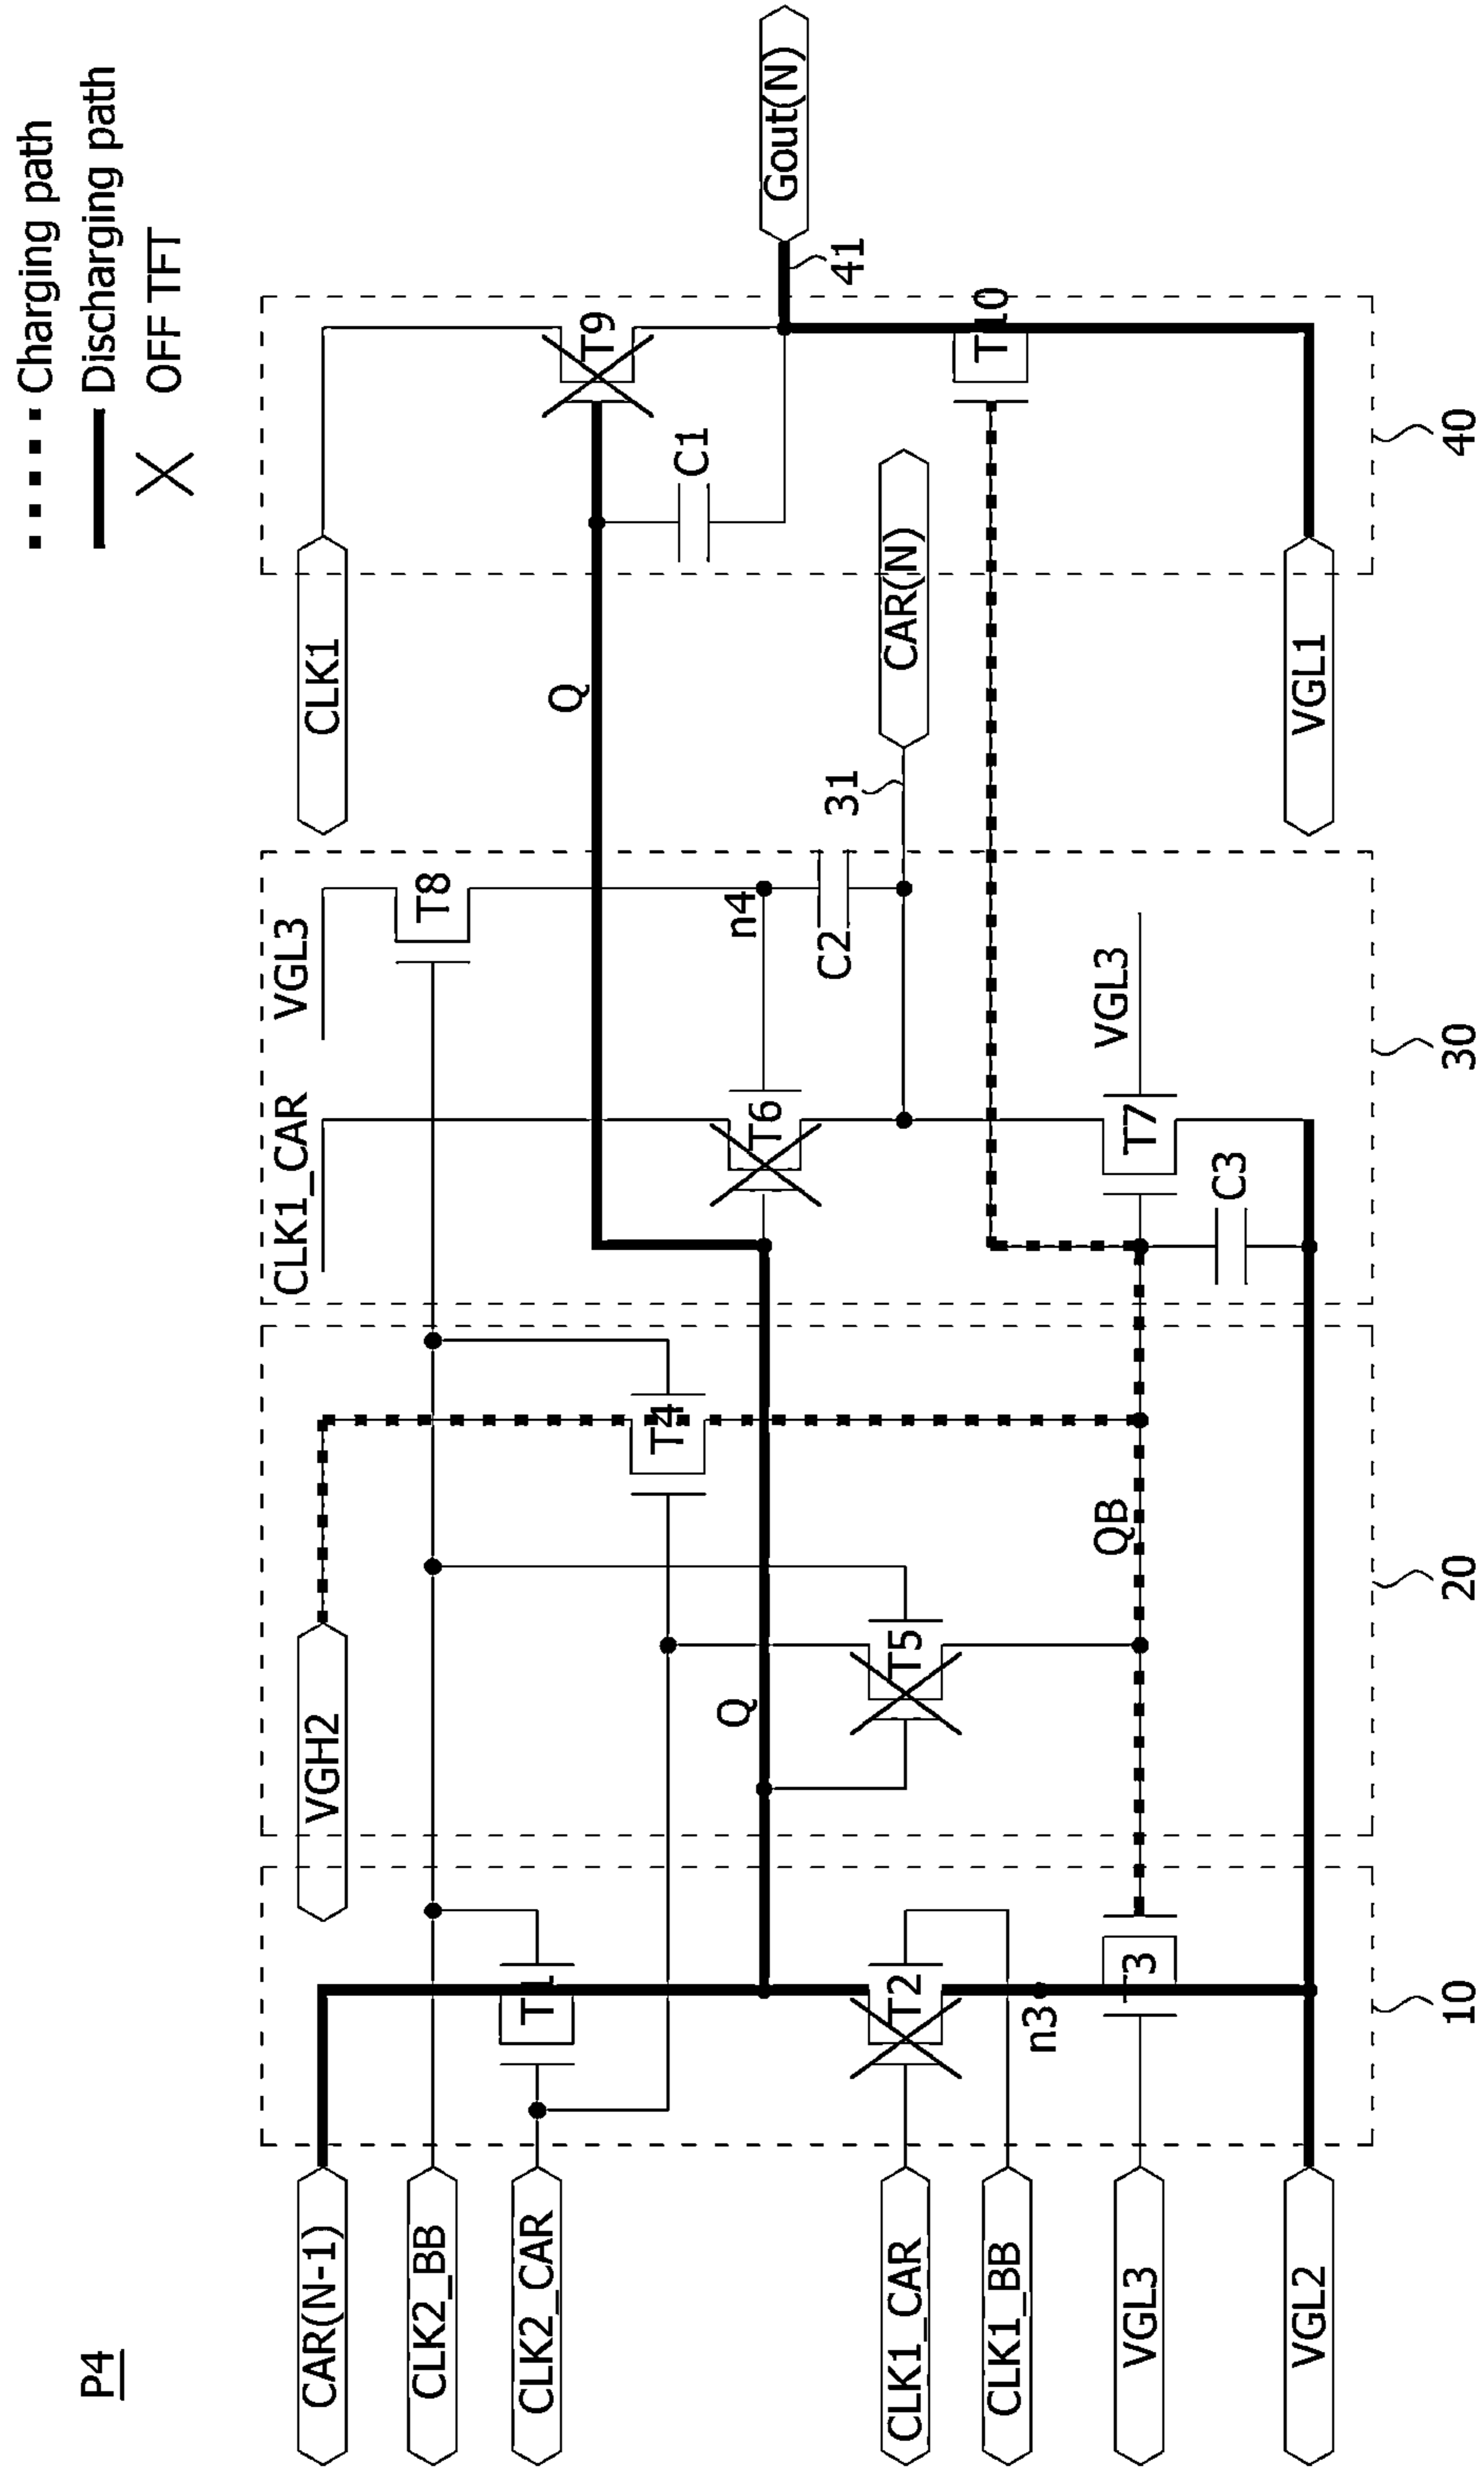 P4
Charging path
Discharging path
OFF TFT
CAR(N-1)
CLK2_BB
CLK2_CAR
CLK1_CAR
CLK1_BB
VGL3
VGL2
T1
T2
n3
T3
10
VGH2
Q
T5
T4
QB
20
CLK1_CAR
VGL3
T8
T6
n4
C2
T7
VGL3
C3
30
31
CAR(N)
CLK1
Q
C1
T9
T10
VGL1
40
41
Gout(N)